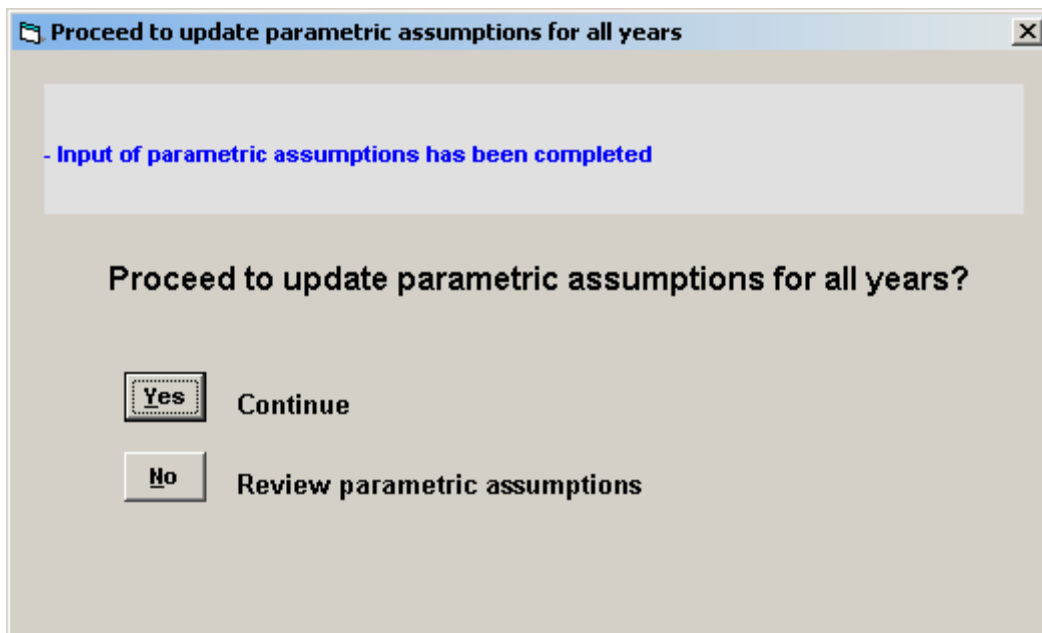 Proceed to update parametric assumptions for all years
- Input of parametric assumptions has been completed
Proceed to update parametric assumptions for all years?
Yes Continue
No Review parametric assumptions